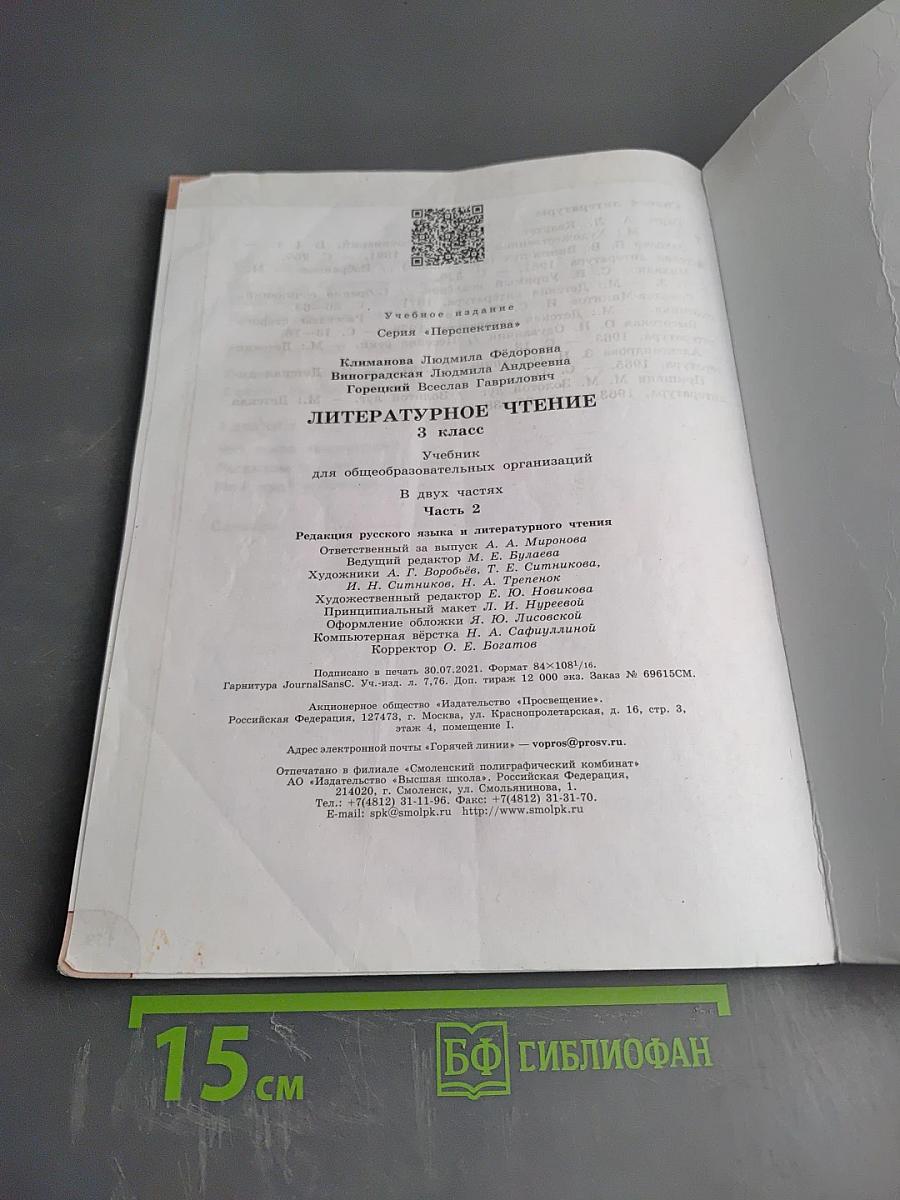 Учебное издание
Серия «Перспектива»
Климанова Людмила Фёдоровна
Виноградская Людмила Андреевна
Горецкий Всеслав Гаврилович
ЛИТЕРАТУРНОЕ ЧТЕНИЕ
3 класс
Учебник
для общеобразовательных организаций
В двух частях
Часть 2
Редакция русского языка и литературного чтения
Ответственный за выпуск А. А. Миронова
Ведущий редактор М. Е. Булаева
Художники А. Г. Воробьёв, Т. Е. Ситникова,
И. Н. Ситников, Н. А. Трепенок
Художественный редактор Е. Ю. Новикова
Принципиальный макет Л. И. Нуреевой
Оформление обложки Я. Ю. Лисовской
Компьютерная вёрстка Н. А. Сафиуллиной
Корректор О. Е. Богатов
Подписано в печать 30.07.2021. Формат 84×108 1/16.
Гарнитура JournalSansC. Уч.-изд. л. 7,76. Доп. тираж 12 000 экз. Заказ № 69615СМ.
Акционерное общество «Издательство «Просвещение».
Российская Федерация, 127473, г. Москва, ул. Краснопролетарская, д. 16, стр. 3,
этаж 4, помещение I.
Адрес электронной почты «Горячей линии» — vopros@prosv.ru.
Отпечатано в филиале «Смоленский полиграфический комбинат»
АО «Издательство «Высшая школа». Российская Федерация,
214020, г. Смоленск, ул. Смольянинова, 1.
Тел.: +7(4812) 31-11-96. Факс: +7(4812) 31-31-70.
E-mail: spk@smolpk.ru http://www.smolpk.ru
15 см
БФ БИБЛИОФАН